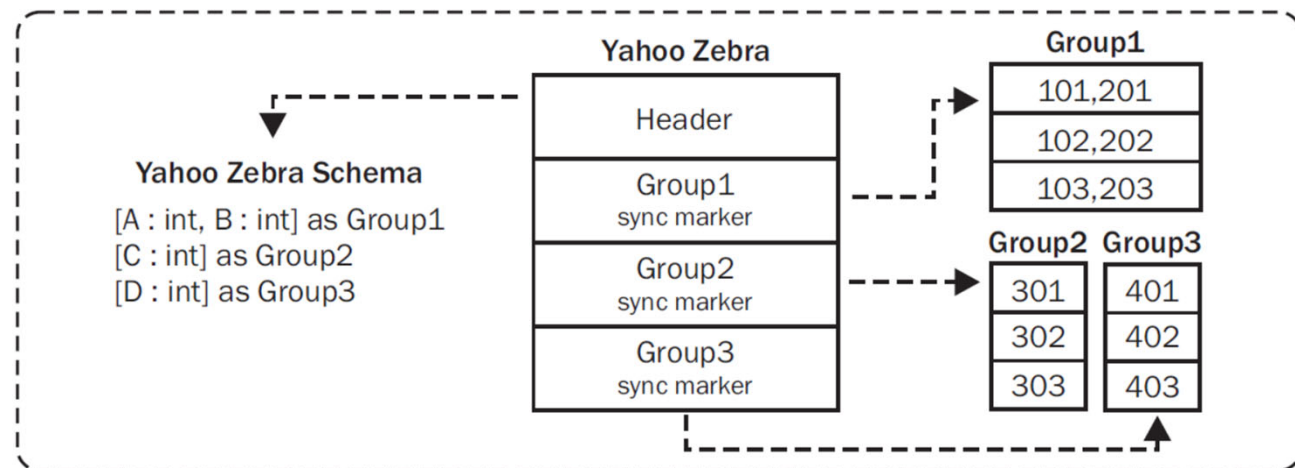 Yahoo Zebra
Header
Group1
sync marker
Group2
sync marker
Group3
sync marker
Yahoo Zebra Schema
[A : int, B : int] as Group1
[C : int] as Group2
[D : int] as Group3
Group1
101,201
102,202
103,203
Group2
301
302
303
Group3
401
402
403